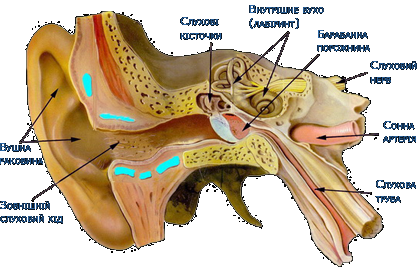 Слухові
кісточки
Внутрішнє вухо
(лабіринт)
Барабанна
порожнина
Слуховий
нерв
Сонна
артерія
Слухова
труба
Вушна
раковина
Зовнішній
слуховий хід